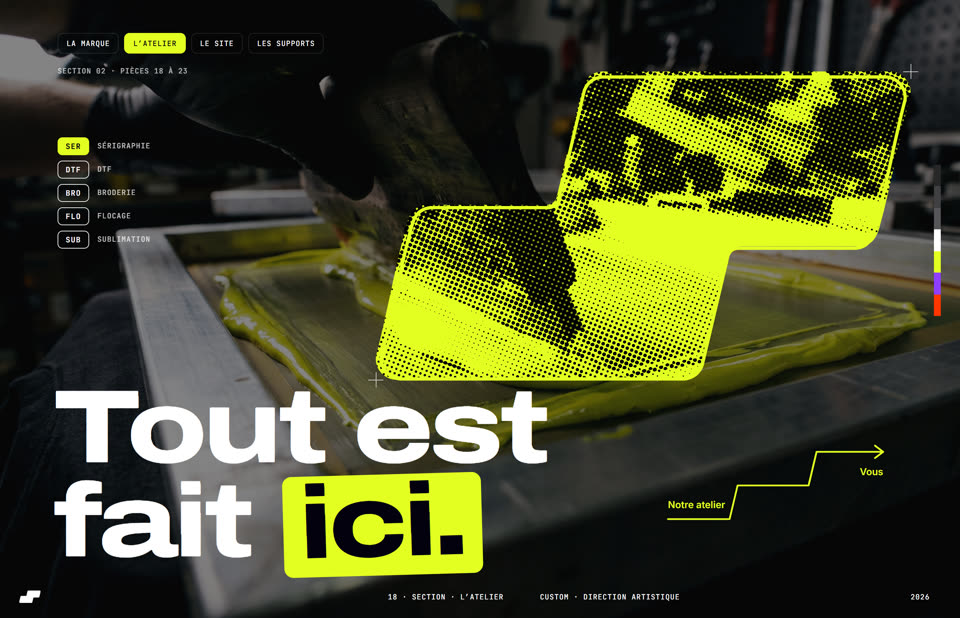 LA MARQUE
L’ATELIER
LE SITE
LES SUPPORTS
SECTION 02 · PIÈCES 18 À 23
SER SÉRIGRAPHIE
DTF DTF
BRO BRODERIE
FLO FLOCAGE
SUB SUBLIMATION
Tout est
fait ici.
Notre atelier
Vous
18 · SECTION · L’ATELIER
CUSTOM · DIRECTION ARTISTIQUE
2026